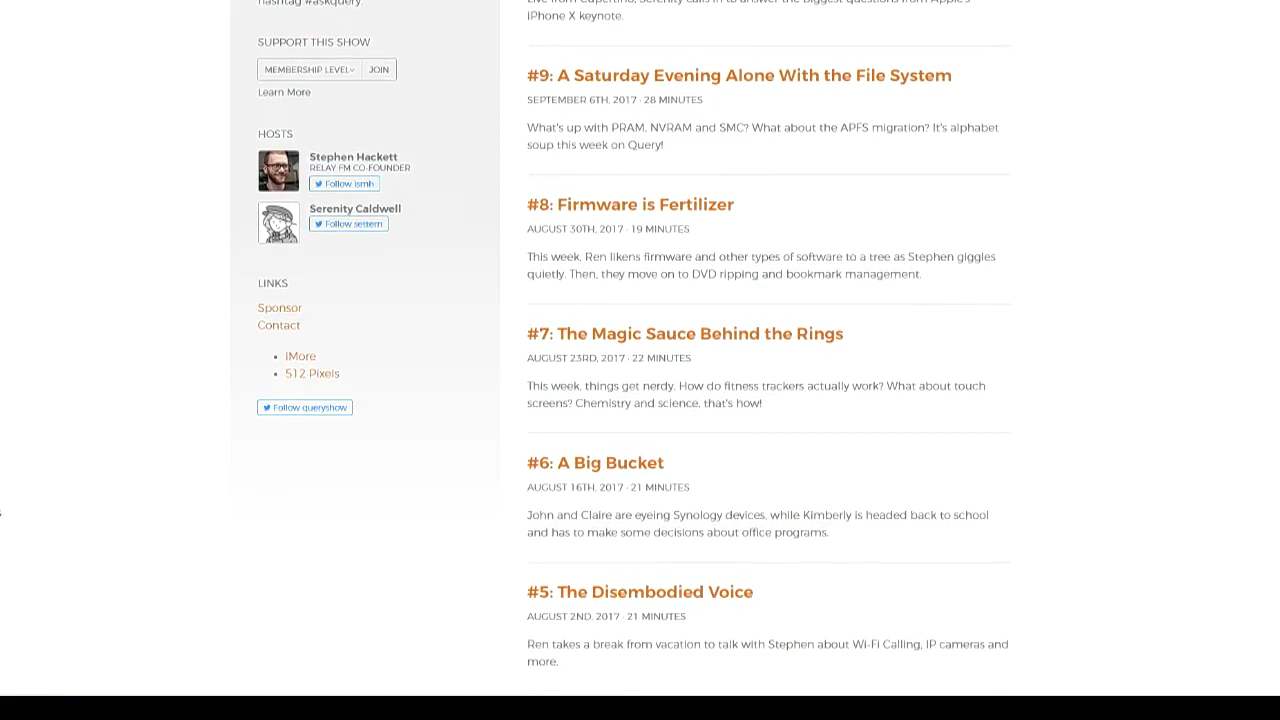 hashtag #askquery.
SUPPORT THIS SHOW
MEMBERSHIP LEVEL JOIN
Learn More
HOSTS
Stephen Hackett
RELAY FM CO-FOUNDER
Follow ismh
Serenity Caldwell
Follow settern
LINKS
Sponsor
Contact
iMore
512 Pixels
Follow queryshow
iPhone X keynote.
#9: A Saturday Evening Alone With the File System
SEPTEMBER 6TH, 2017 · 28 MINUTES
What's up with PRAM, NVRAM and SMC? What about the APFS migration? It's alphabet
soup this week on Query!
#8: Firmware is Fertilizer
AUGUST 30TH, 2017 · 19 MINUTES
This week, Ren likens firmware and other types of software to a tree as Stephen giggles
quietly. Then, they move on to DVD ripping and bookmark management.
#7: The Magic Sauce Behind the Rings
AUGUST 23RD, 2017 · 22 MINUTES
This week, things get nerdy. How do fitness trackers actually work? What about touch
screens? Chemistry and science, that's how!
#6: A Big Bucket
AUGUST 16TH, 2017 · 21 MINUTES
John and Claire are eyeing Synology devices, while Kimberly is headed back to school
and has to make some decisions about office programs.
#5: The Disembodied Voice
AUGUST 2ND, 2017 · 21 MINUTES
Ren takes a break from vacation to talk with Stephen about Wi-Fi Calling, IP cameras and
more.